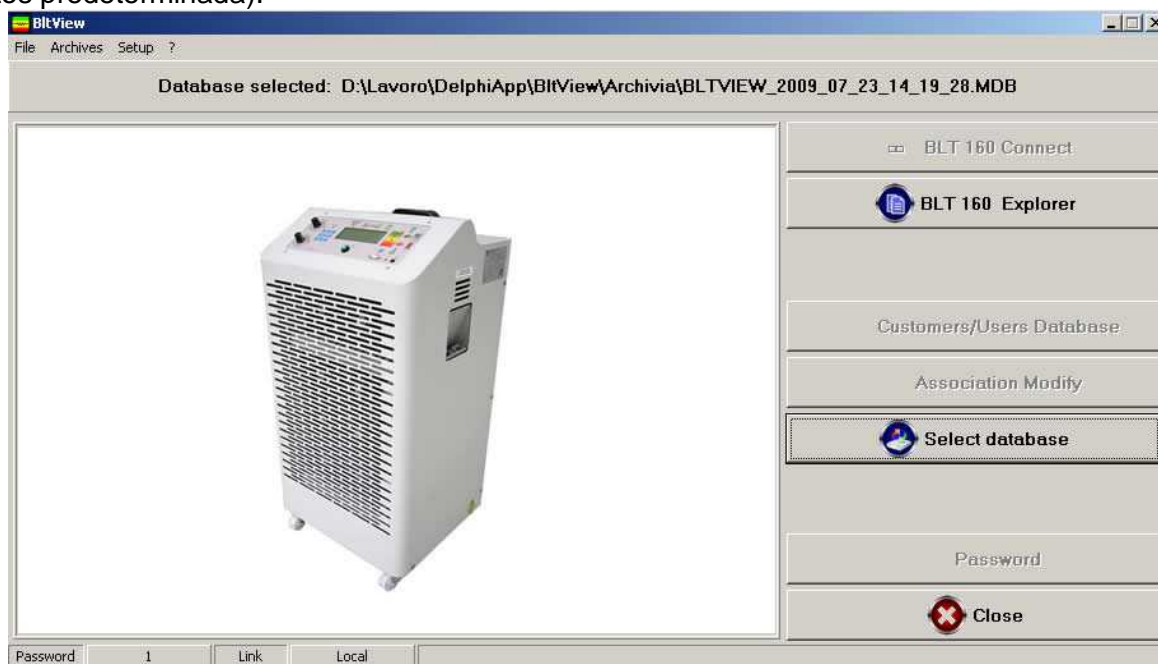 predeterminada).
BltView
File Archives Setup ?
Database selected: D:\Lavoro\DelphiApp\BltView\Archivia\BLTVIEW_2009_07_23_14_19_28.MDB
BLT 160 Connect
BLT 160 Explorer
Customers/Users Database
Association Modify
Select database
Password
Close
Password 1 Link Local